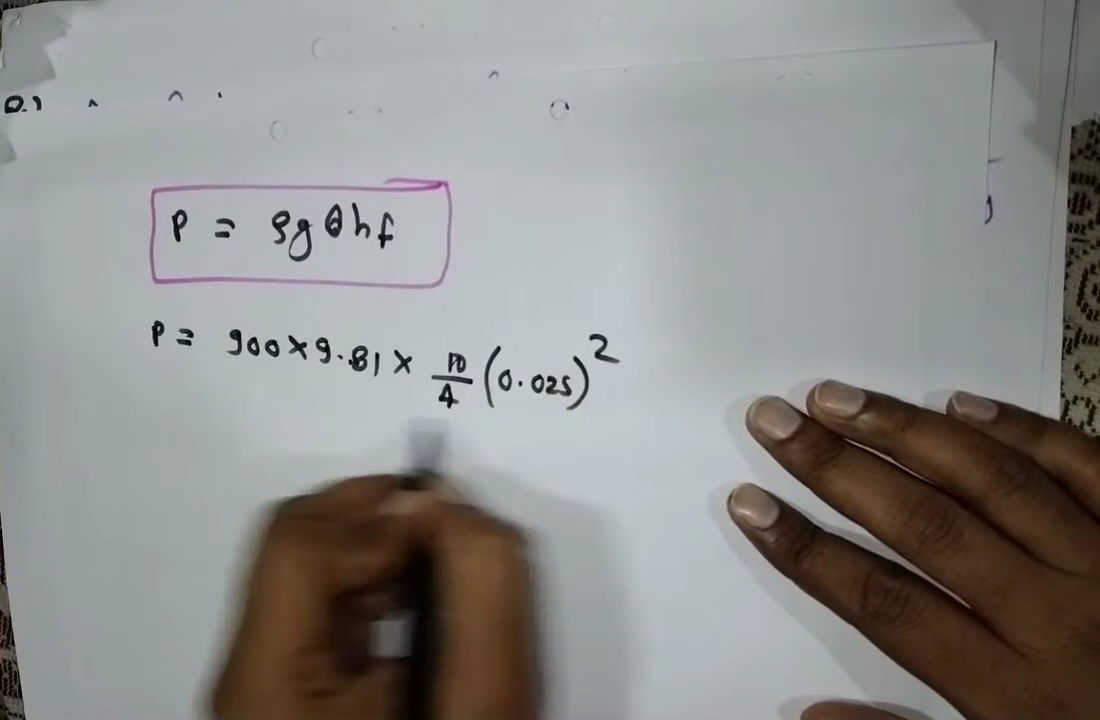 P = ρgQhf
P = 900 × 9.81 × π/4 (0.025)²